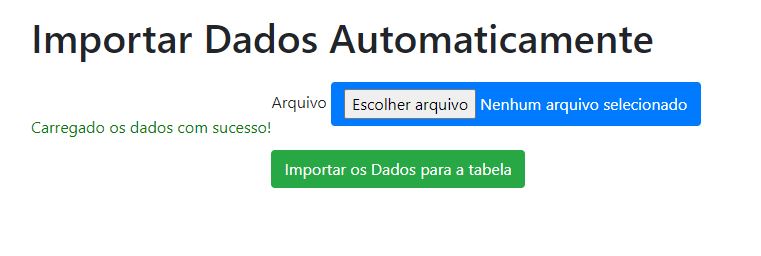 Importar Dados Automaticamente
Arquivo Escolher arquivo Nenhum arquivo selecionado
Carregado os dados com sucesso!
Importar os Dados para a tabela